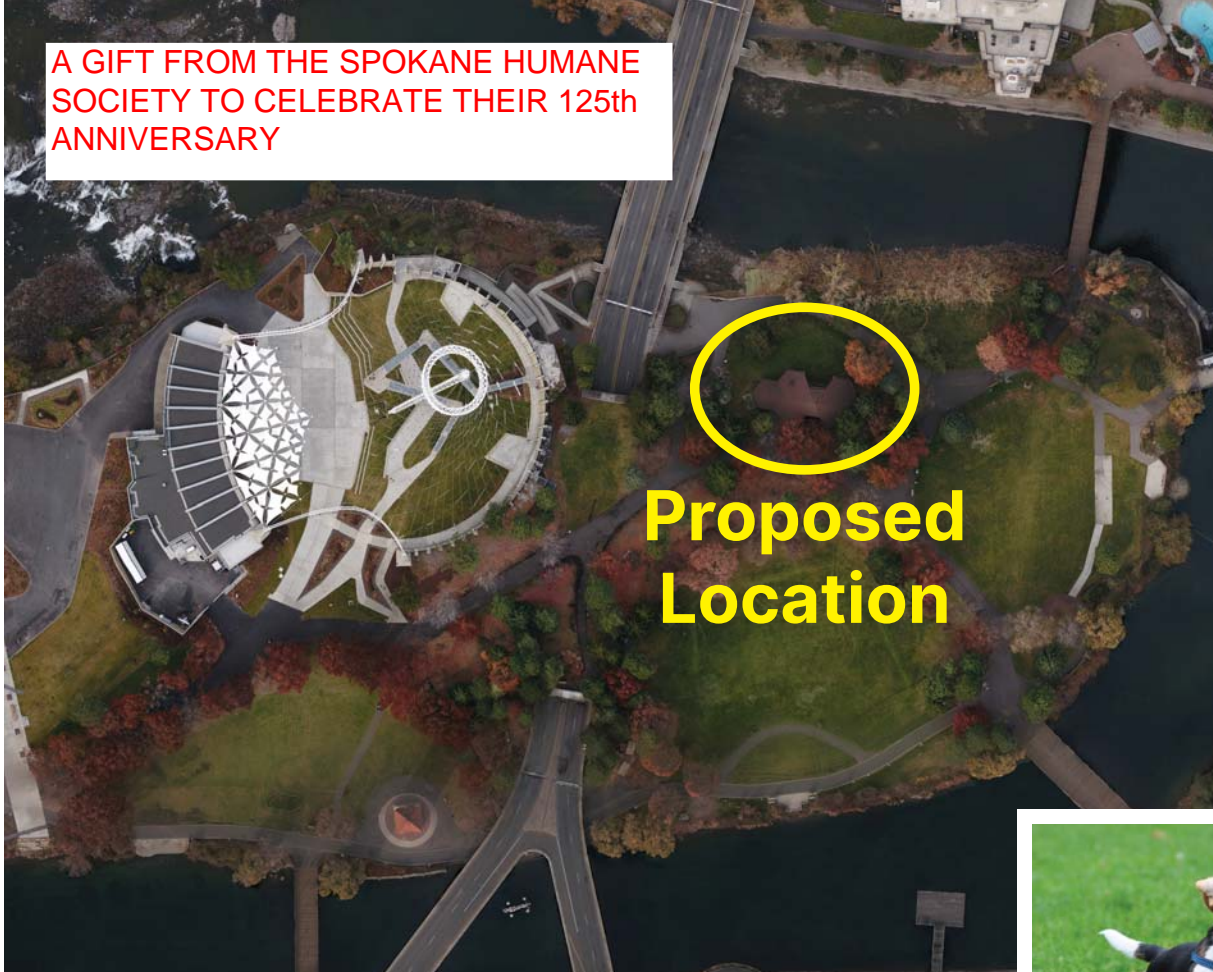 A GIFT FROM THE SPOKANE HUMANE
SOCIETY TO CELEBRATE THEIR 125th
ANNIVERSARY
Proposed
Location